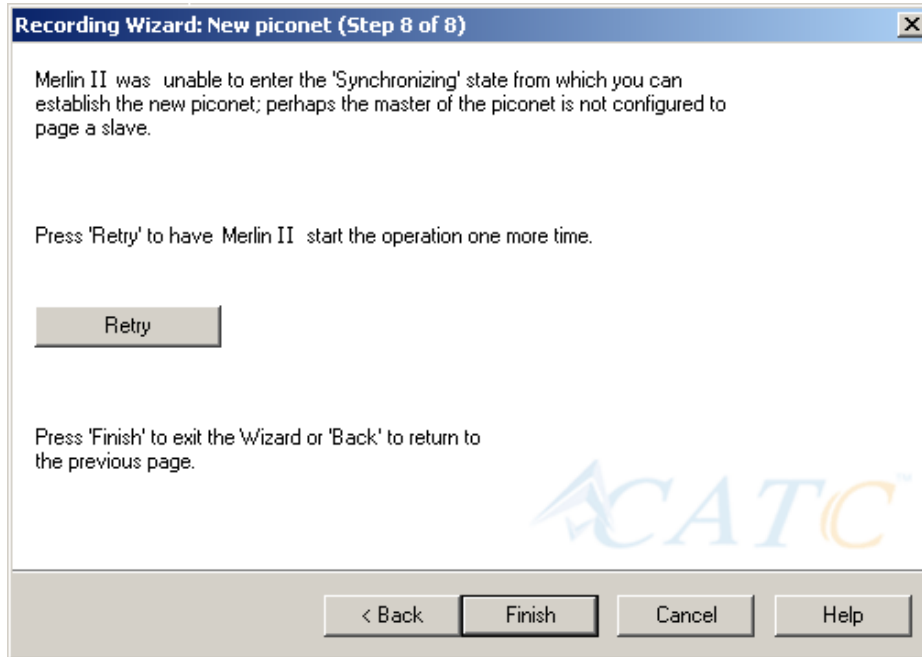 Recording Wizard: New piconet (Step 8 of 8)
Merlin II was unable to enter the 'Synchronizing' state from which you can
establish the new piconet; perhaps the master of the piconet is not configured to
page a slave.
Press 'Retry' to have Merlin II start the operation one more time.
Retry
Press 'Finish' to exit the Wizard or 'Back' to return to
the previous page.
CATC™
< Back Finish Cancel Help